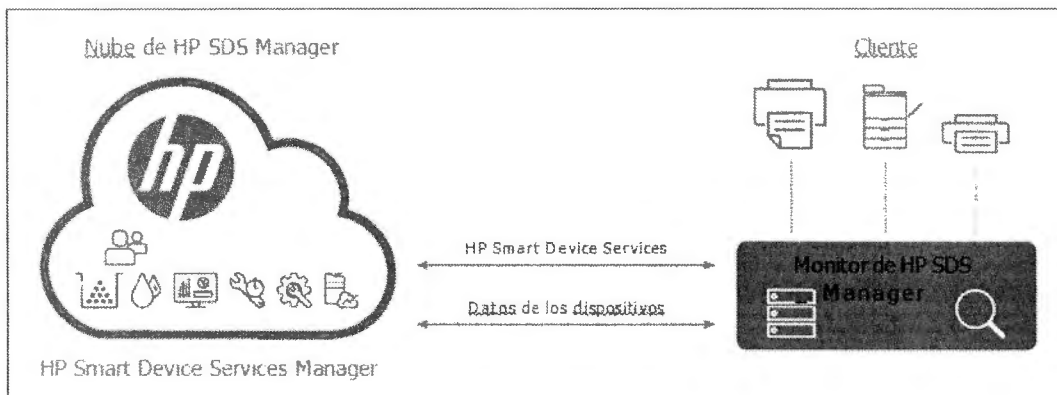 Nube de HP SDS Manager
hp
HP Smart Device Services Manager
HP Smart Device Services
Datos de los dispositivos
Cliente
Monitor de HP SDS
Manager